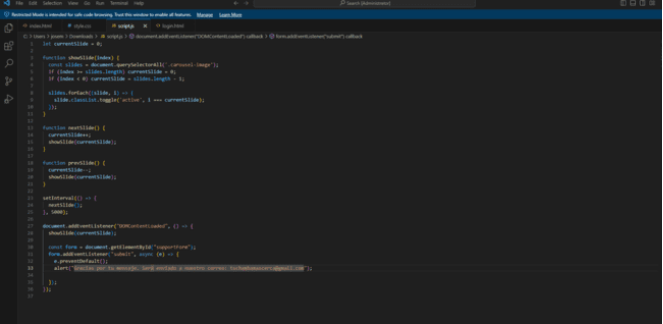 File Edit Selection View Go Run Terminal Help
Search [Administrator]
Restricted Mode is intended for safe code browsing. Trust this window to enable all features. Manage Learn More
index.html style.css script.js login.html
C: > Users > > Downloads > script.js > document.addEventListener("DOMContentLoaded") callback > form.addEventListener("submit") callback
let currentSlide = 0;
function showSlide(index) {
const slides = document.querySelectorAll('.carousel-image');
if (index >= slides.length) currentSlide = 0;
if (index < 0) currentSlide = slides.length - 1;
slides.forEach((slide, i) => {
slide.classList.toggle('active', i === currentSlide);
});
}
function nextSlide() {
currentSlide++;
showSlide(currentSlide);
}
function prevSlide() {
currentSlide--;
showSlide(currentSlide);
}
setInterval(() => {
nextSlide();
}, 5000);
document.addEventListener("DOMContentLoaded", () => {
showSlide(currentSlide);
const form = document.getElementById("supportForm");
form.addEventListener("submit", async (e) => {
e.preventDefault();
alert("Gracias por tu mensaje. Será enviado a nuestro correo:
});
});